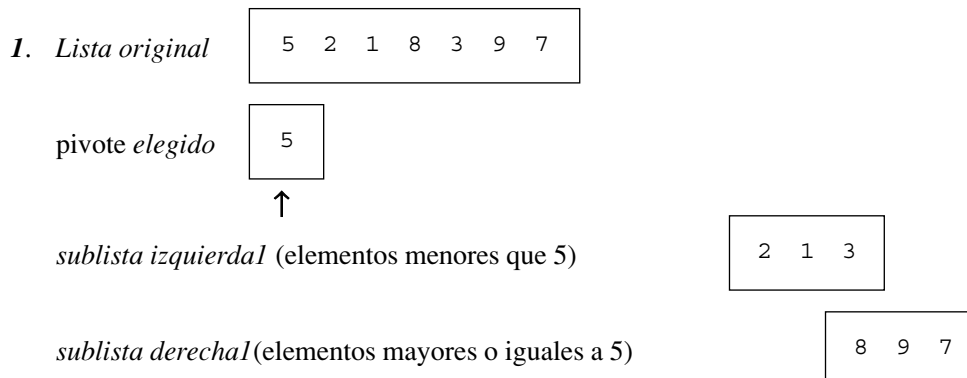 1. Lista original 5 2 1 8 3 9 7
pivote elegido 5
↑
sublista izquierda1 (elementos menores que 5) 2 1 3
sublista derecha1(elementos mayores o iguales a 5) 8 9 7